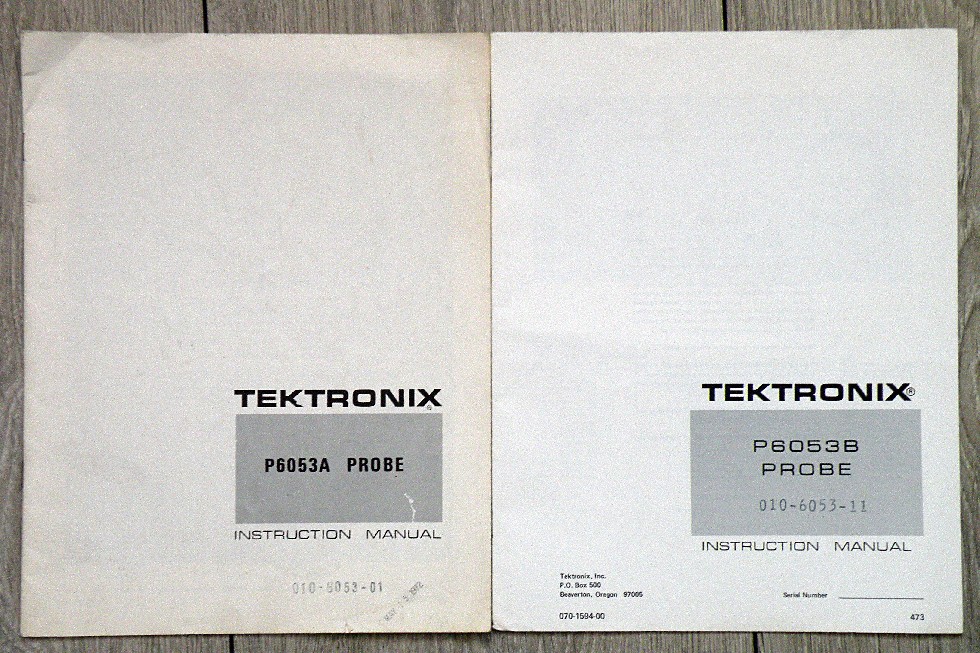 TEKTRONIX®
P6053A PROBE
INSTRUCTION MANUAL
010-6053-01
1972
TEKTRONIX®
P6053B
PROBE
010-6053-11
INSTRUCTION MANUAL
Tektronix, Inc.
P.O. Box 500
Beaverton, Oregon 97005
Serial Number
070-1594-00
473